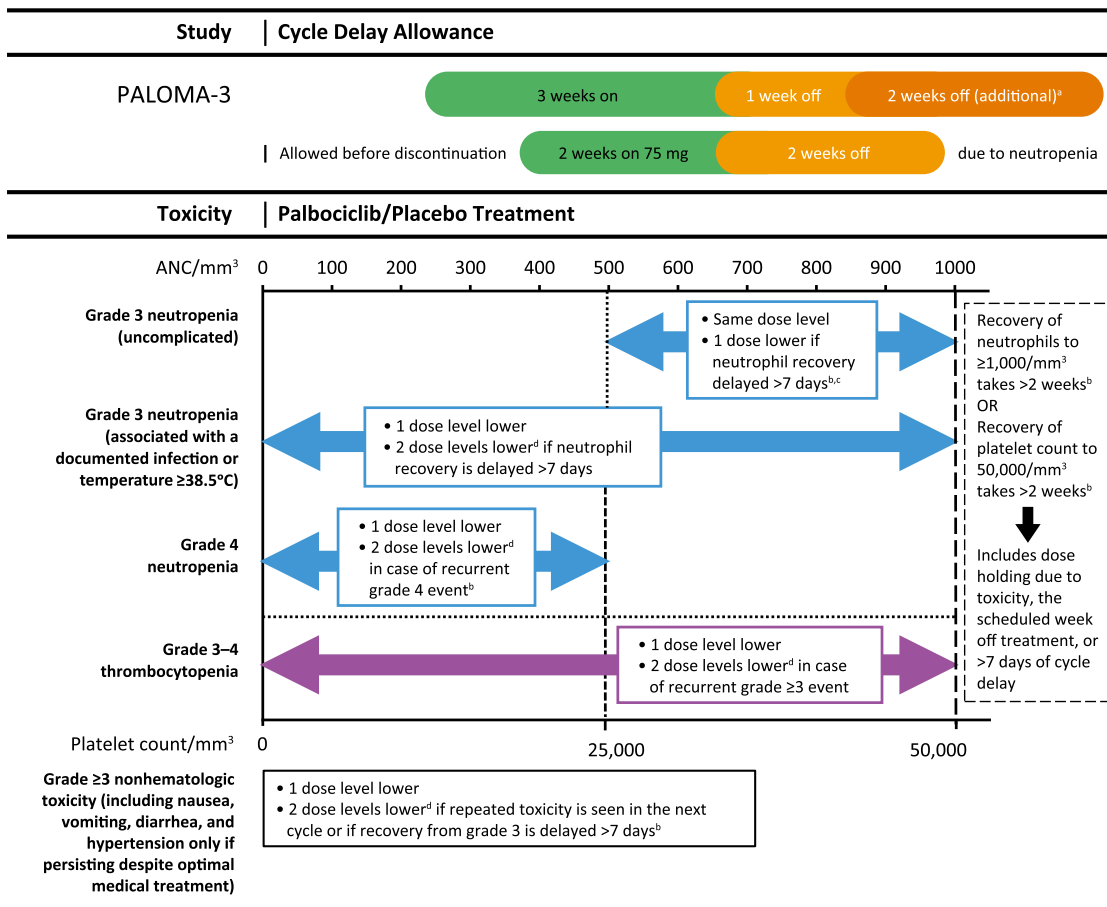 Study | Cycle Delay Allowance
PALOMA-3
3 weeks on
1 week off
2 weeks off (additional)ᵃ
| Allowed before discontinuation
2 weeks on 75 mg
2 weeks off
due to neutropenia
Toxicity | Palbociclib/Placebo Treatment
ANC/mm³ 0 100 200 300 400 500 600 700 800 900 1000
Grade 3 neutropenia
(uncomplicated)
• Same dose level
• 1 dose lower if
neutrophil recovery
delayed >7 daysᵇ,ᶜ
Grade 3 neutropenia
(associated with a
documented infection or
temperature ≥38.5°C)
• 1 dose level lower
• 2 dose levels lowerᵈ if neutrophil
recovery is delayed >7 days
Grade 4
neutropenia
• 1 dose level lower
• 2 dose levels lowerᵈ
in case of recurrent
grade 4 eventᵇ
Grade 3–4
thrombocytopenia
• 1 dose level lower
• 2 dose levels lowerᵈ in case
of recurrent grade ≥3 event
Recovery of
neutrophils to
≥1,000/mm³
takes >2 weeksᵇ
OR
Recovery of
platelet count to
50,000/mm³
takes >2 weeksᵇ
Includes dose
holding due to
toxicity, the
scheduled week
off treatment, or
>7 days of cycle
delay
Platelet count/mm³ 0 25,000 50,000
Grade ≥3 nonhematologic
toxicity (including nausea,
vomiting, diarrhea, and
hypertension only if
persisting despite optimal
medical treatment)
• 1 dose level lower
• 2 dose levels lowerᵈ if repeated toxicity is seen in the next
cycle or if recovery from grade 3 is delayed >7 daysᵇ